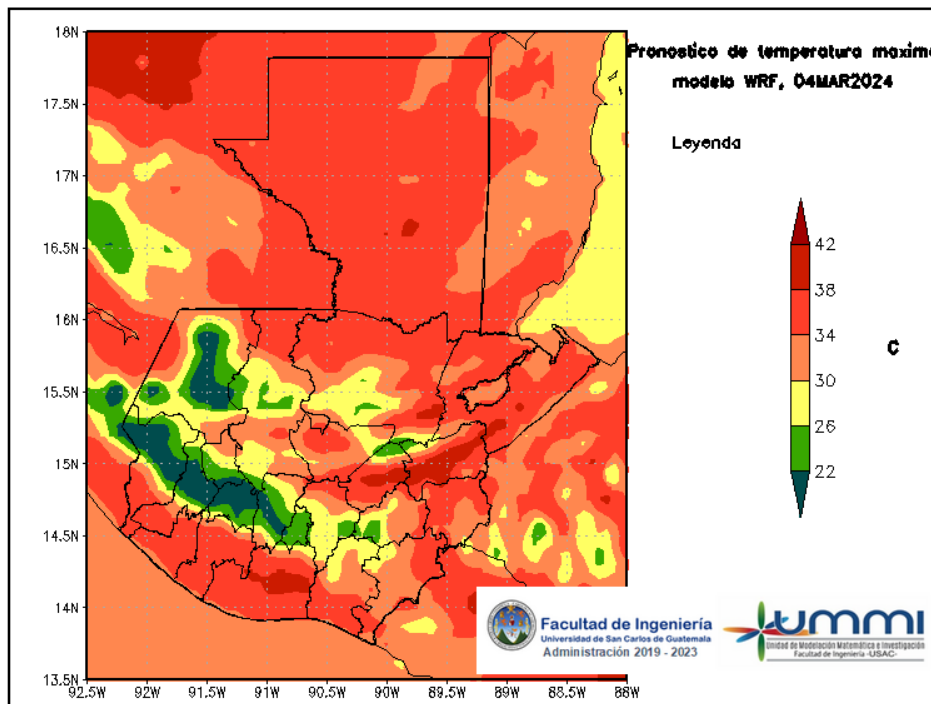 Pronostico de temperatura maxima
modelo WRF, 04MAR2024
Leyenda
42
38
34
30
26
22
C
18N
17.5N
17N
16.5N
16N
15.5N
15N
14.5N
14N
13.5N
92.5W 92W 91.5W 91W 90.5W 90W 89.5W 89W 88.5W 88W
Facultad de Ingeniería
Universidad de San Carlos de Guatemala
Administración 2019 - 2023
ummi
Unidad de Modelación Matemática e Investigación
Facultad de Ingeniería -USAC-